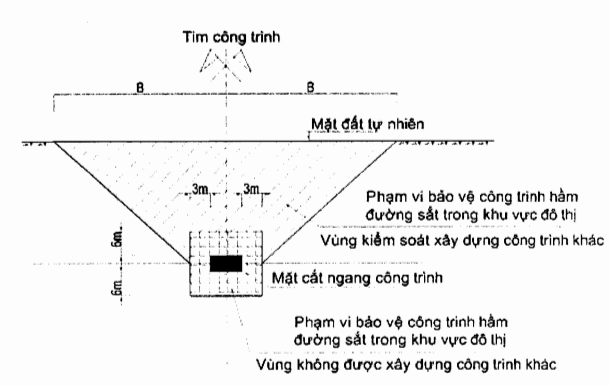 Tim công trình
B B
Mặt đất tự nhiên
3m 3m
Phạm vi bảo vệ công trình hầm
đường sắt trong khu vực đô thị
Vùng kiểm soát xây dựng công trình khác
6m
6m
Mặt cắt ngang công trình
Phạm vi bảo vệ công trình hầm
đường sắt trong khu vực đô thị
Vùng không được xây dựng công trình khác